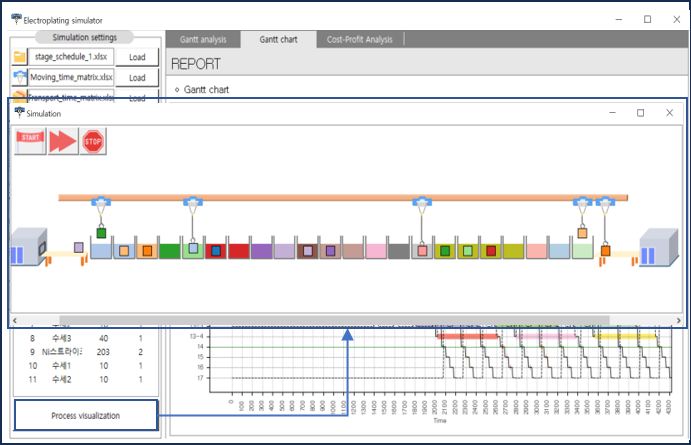 Electroplating simulator
Simulation settings
stage_schedule_1.xlsx Load
Moving_time_matrix.xlsx Load
Transport_time_matrix.xlsx Load
Gantt analysis Gantt chart Cost-Profit Analysis
REPORT
Gantt chart
Simulation
START STOP
8 수세3 40 1
9 Ni스트라이크 203 2
10 수세1 10 1
11 수세2 10 1
Process visualization
13-4
14
15
16
17
0 100 200 300 400 500 600 700 800 900 1000 1100 1200 1300 1400 1500 1600 1700 1800 1900 2000 2100 2200 2300 2400 2500 2600 2700 2800 2900 3000 3100 3200 3300 3400 3500 3600 3700 3800 3900 4000 4100 4200 4300
Time